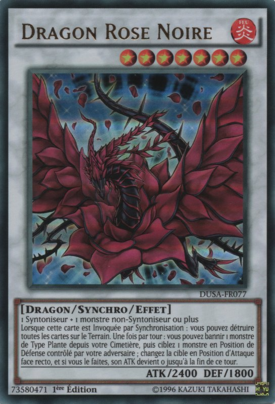 DRAGON ROSE NOIRE
FEU
炎
DUSA-FR077
[DRAGON/SYNCHRO/EFFET]
1 Syntoniseur + 1 monstre non-Syntoniseur ou plus
Lorsque cette carte est Invoquée par Synchronisation : vous pouvez détruire
toutes les cartes sur le Terrain. Une fois par tour : vous pouvez bannir 1 monstre
de Type Plante depuis votre Cimetière, puis ciblez 1 monstre en Position de
Défense contrôlé par votre adversaire ; changez la cible en Position d'Attaque
face recto, et si vous le faites, son ATK devient 0 jusqu'à la fin de ce tour.
ATK/2400 DEF/1800
73580471 1ère Edition ©1996 KAZUKI TAKAHASHI